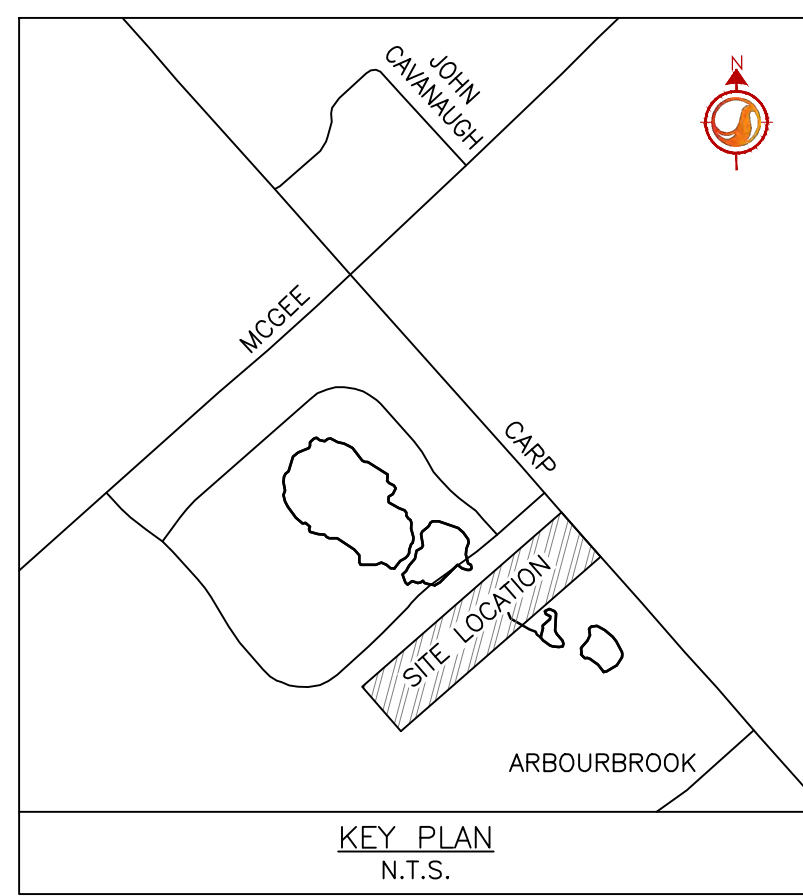 N
JOHN
CAVANAUGH
MCGEE
CARP
SITE LOCATION
ARBOURBROOK
KEY PLAN
N.T.S.